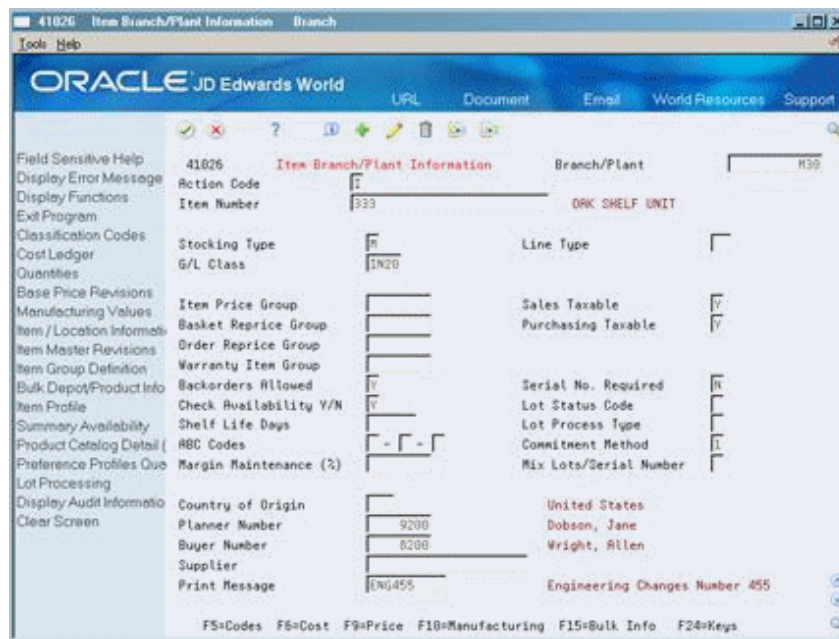 41026 Item Branch/Plant Information Branch
Tools Help
ORACLE JD Edwards World
URL Document Email World Resources Support
?
Field Sensitive Help
Display Error Message
Display Functions
Exit Program
Classification Codes
Cost Ledger
Quantities
Base Price Revisions
Manufacturing Values
Item / Location Informati
Item Master Revisions
Item Group Definition
Bulk Depot/Product Info
Item Profile
Summary Availability
Product Catalog Detail (
Preference Profiles Que
Lot Processing
Display Audit Informatio
Clear Screen
41026 Item Branch/Plant Information Branch/Plant M30
Action Code I
Item Number 333 OAK SHELF UNIT
Stocking Type M Line Type
G/L Class IN20
Item Price Group Sales Taxable Y
Basket Reprice Group Purchasing Taxable Y
Order Reprice Group
Warranty Item Group
Backorders Allowed Y Serial No. Required N
Check Availability Y/N Y Lot Status Code
Shelf Life Days Lot Process Type
ABC Codes - - Commitment Method 1
Margin Maintenance (%) Mix Lots/Serial Number
Country of Origin United States
Planner Number 9200 Dobson, Jane
Buyer Number 8200 Wright, Allen
Supplier
Print Message ENG455 Engineering Changes Number 455
F5=Codes F6=Cost F9=Price F10=Manufacturing F15=Bulk Info F24=Keys